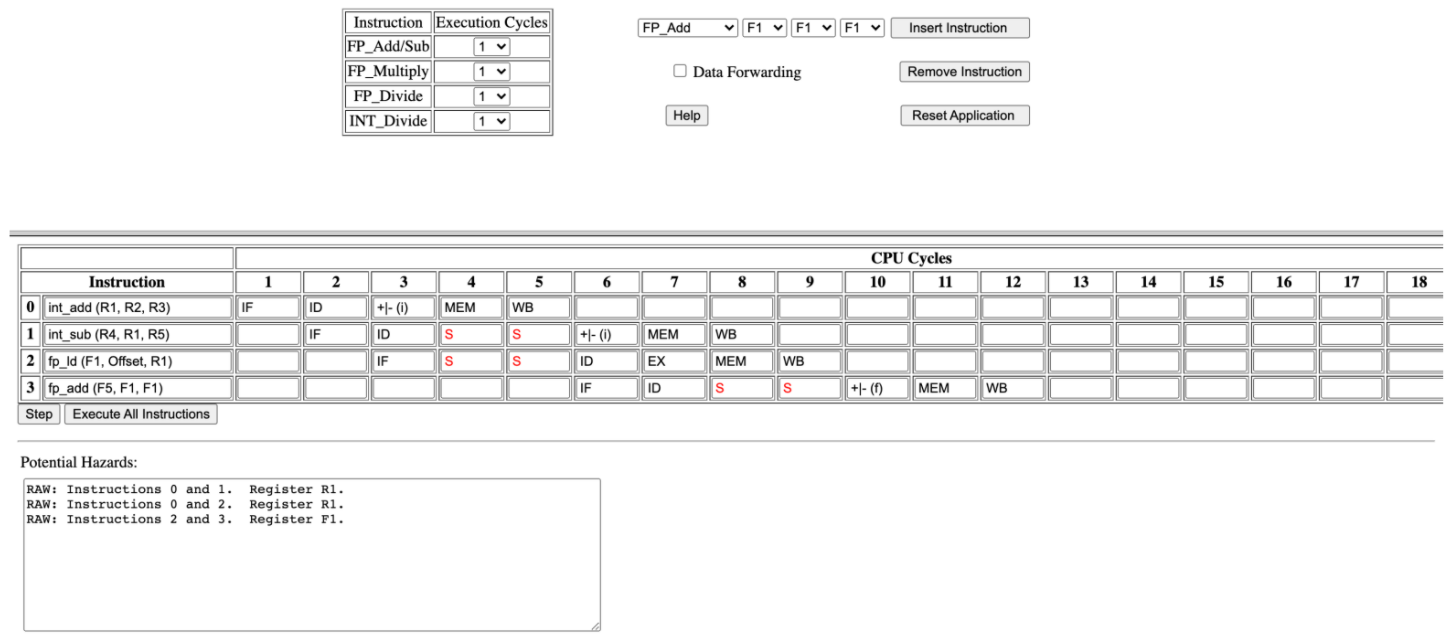 Instruction Execution Cycles
FP_Add/Sub 1
FP_Multiply 1
FP_Divide 1
INT_Divide 1
FP_Add F1 F1 F1 Insert Instruction
Data Forwarding Remove Instruction
Help Reset Application
CPU Cycles
Instruction 1 2 3 4 5 6 7 8 9 10 11 12 13 14 15 16 17 18
0 int_add (R1, R2, R3) IF ID +|- (i) MEM WB
1 int_sub (R4, R1, R5) IF ID S S +|- (i) MEM WB
2 fp_ld (F1, Offset, R1) IF S S ID EX MEM WB
3 fp_add (F5, F1, F1) IF ID S S +|- (f) MEM WB
Step Execute All Instructions
Potential Hazards:
RAW: Instructions 0 and 1. Register R1.
RAW: Instructions 0 and 2. Register R1.
RAW: Instructions 2 and 3. Register F1.